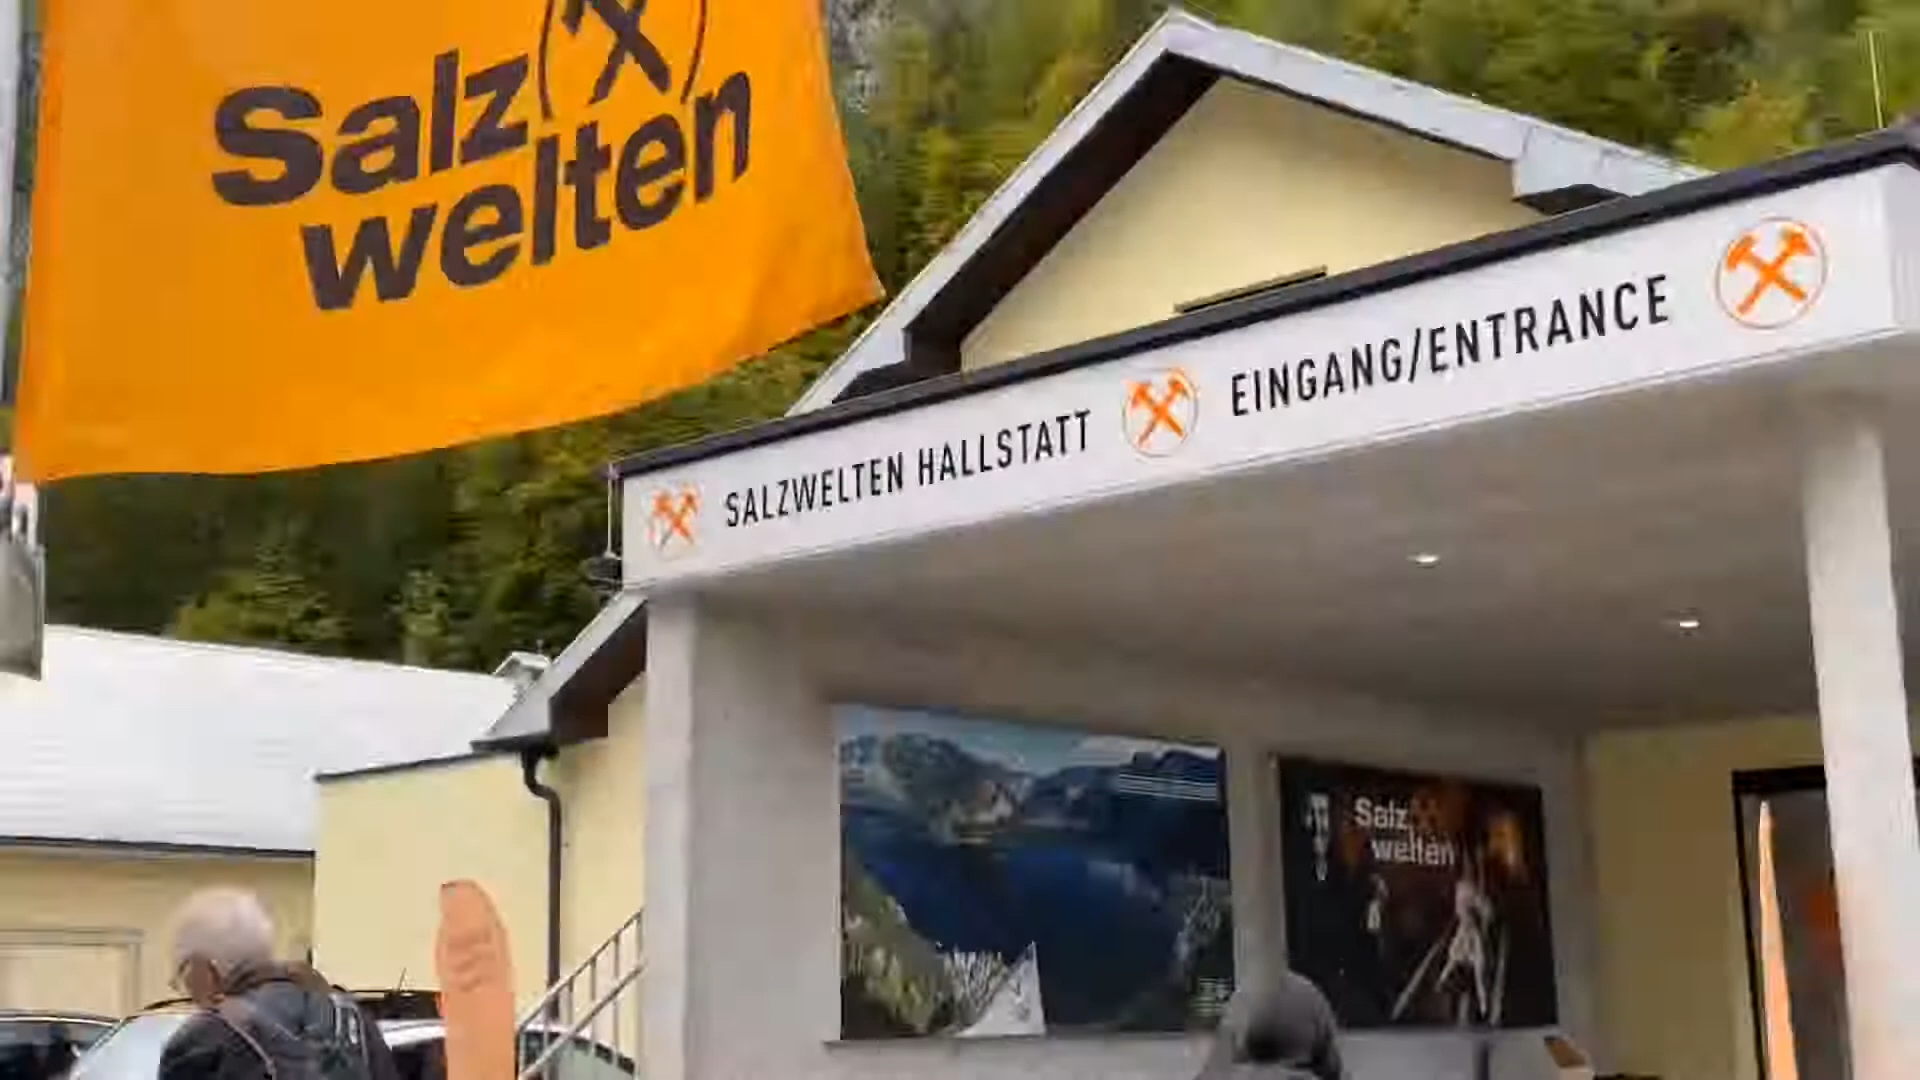 Salz
welten
SALZWELTEN HALLSTATT EINGANG/ENTRANCE
Salz
welten